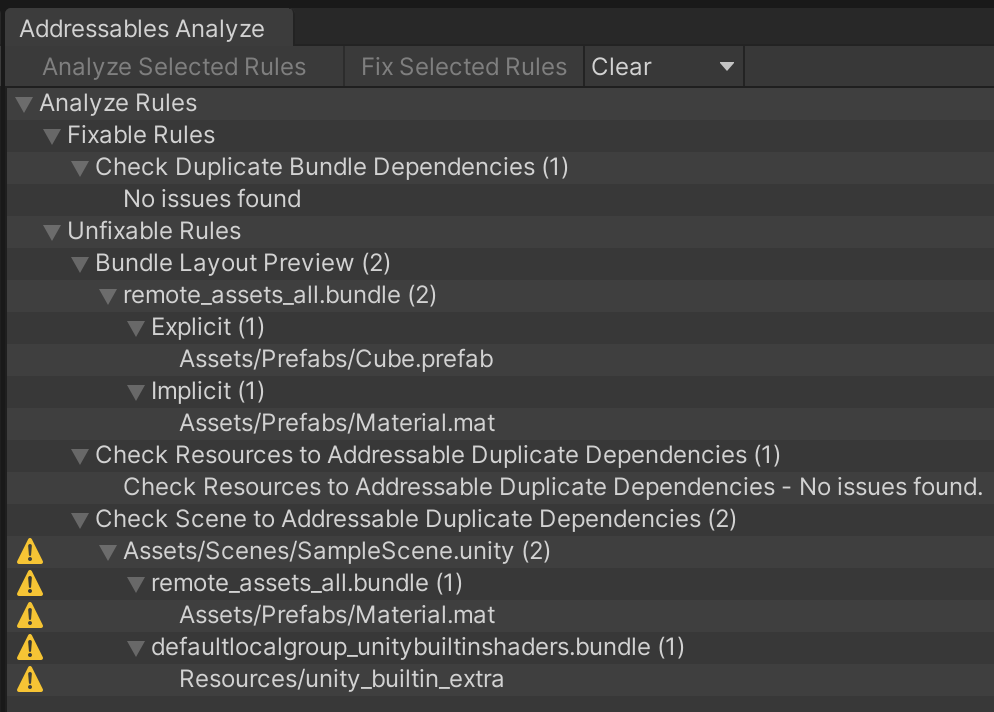 Addressables Analyze
Analyze Selected Rules Fix Selected Rules Clear
Analyze Rules
Fixable Rules
Check Duplicate Bundle Dependencies (1)
No issues found
Unfixable Rules
Bundle Layout Preview (2)
remote_assets_all.bundle (2)
Explicit (1)
Assets/Prefabs/Cube.prefab
Implicit (1)
Assets/Prefabs/Material.mat
Check Resources to Addressable Duplicate Dependencies (1)
Check Resources to Addressable Duplicate Dependencies - No issues found.
Check Scene to Addressable Duplicate Dependencies (2)
Assets/Scenes/SampleScene.unity (2)
remote_assets_all.bundle (1)
Assets/Prefabs/Material.mat
defaultlocalgroup_unitybuiltinshaders.bundle (1)
Resources/unity_builtin_extra